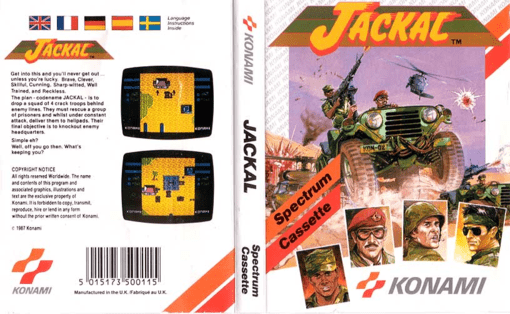 Language
Instructions
Inside
JACKAL™
Get into this and you'll never get out...
unless you're lucky. Brave, Clever,
Skilful, Cunning, Sharp-witted, Well
Trained, and Reckless.
The plan - codename JACKAL - is to
drop a squad of 4 crack troops behind
enemy lines. They must rescue a group
of prisoners and whilst under constant
attack, deliver them to helipads. Their
final objective is to knockout enemy
headquarters.
Simple eh?
Well, off you go then. What's
keeping you?
COPYRIGHT NOTICE
All rights reserved Worldwide. The name
and contents of this program and
associated graphics, illustrations and
text are the exclusive property of
Konami. It is forbidden to copy, transmit,
reproduce, hire or lend in any form
without the prior written consent of Konami.
© 1987 Konami
KONAMI
5 015173 500115
Manufactured in the U.K. /Fabrique au U.K.
KONAMI
JACKAL
Spectrum
Cassette
JACKAL™
Spectrum
Cassette
KONAMI